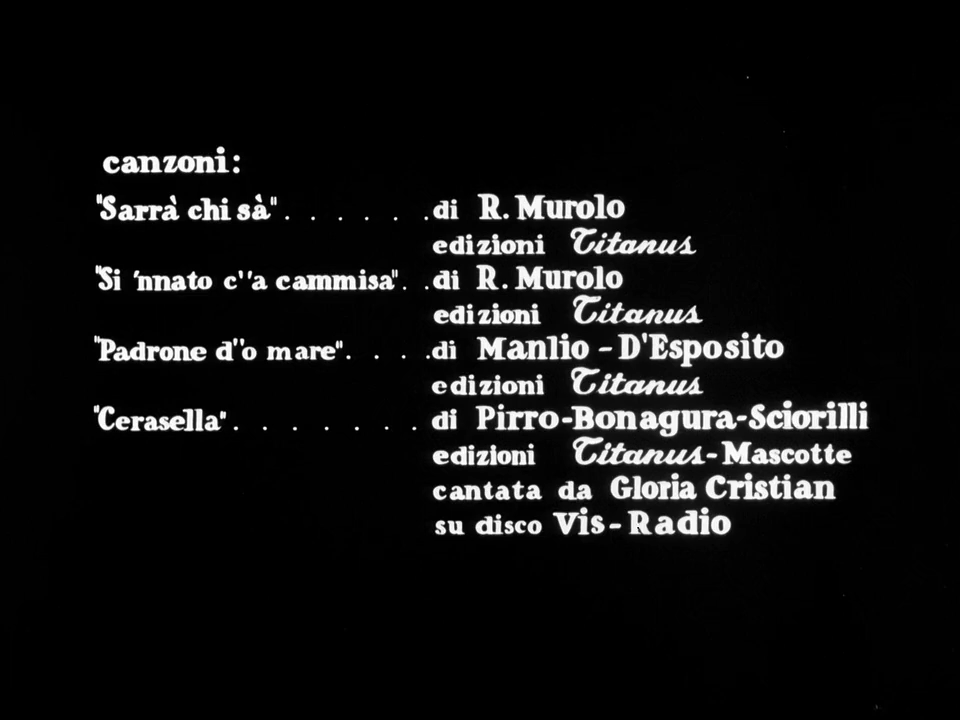 canzoni:
"Sarrà chi sà" . . . . . . di R. Murolo
edizioni Titanus
"Si 'nnato c''a cammisa" . . di R. Murolo
edizioni Titanus
"Padrone d''o mare" . . . . di Manlio - D'Esposito
edizioni Titanus
"Cerasella" . . . . . . . di Pirro-Bonagura-Sciorilli
edizioni Titanus-Mascotte
cantata da Gloria Cristian
su disco Vis-Radio